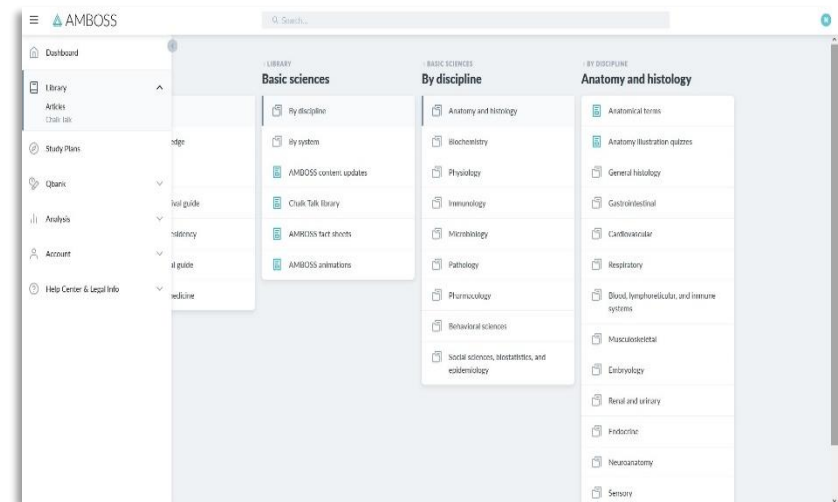 AMBOSS
Search...
Dashboard
Library
Articles
Chalk Talk
Study Plans
Qbank
Analysis
Account
Help Center & Legal Info
edge
ival guide
esidency
al guide
nedicine
LIBRARY
Basic sciences
By discipline
By system
AMBOSS content updates
Chalk Talk library
AMBOSS fact sheets
AMBOSS animations
BASIC SCIENCES
By discipline
Anatomy and histology
Biochemistry
Physiology
Immunology
Microbiology
Pathology
Pharmacology
Behavioral sciences
Social sciences, biostatistics, and
epidemiology
BY DISCIPLINE
Anatomy and histology
Anatomical terms
Anatomy illustration quizzes
General histology
Gastrointestinal
Cardiovascular
Respiratory
Blood, lymphoreticular, and immune
systems
Musculoskeletal
Embryology
Renal and urinary
Endocrine
Neuroanatomy
Sensory